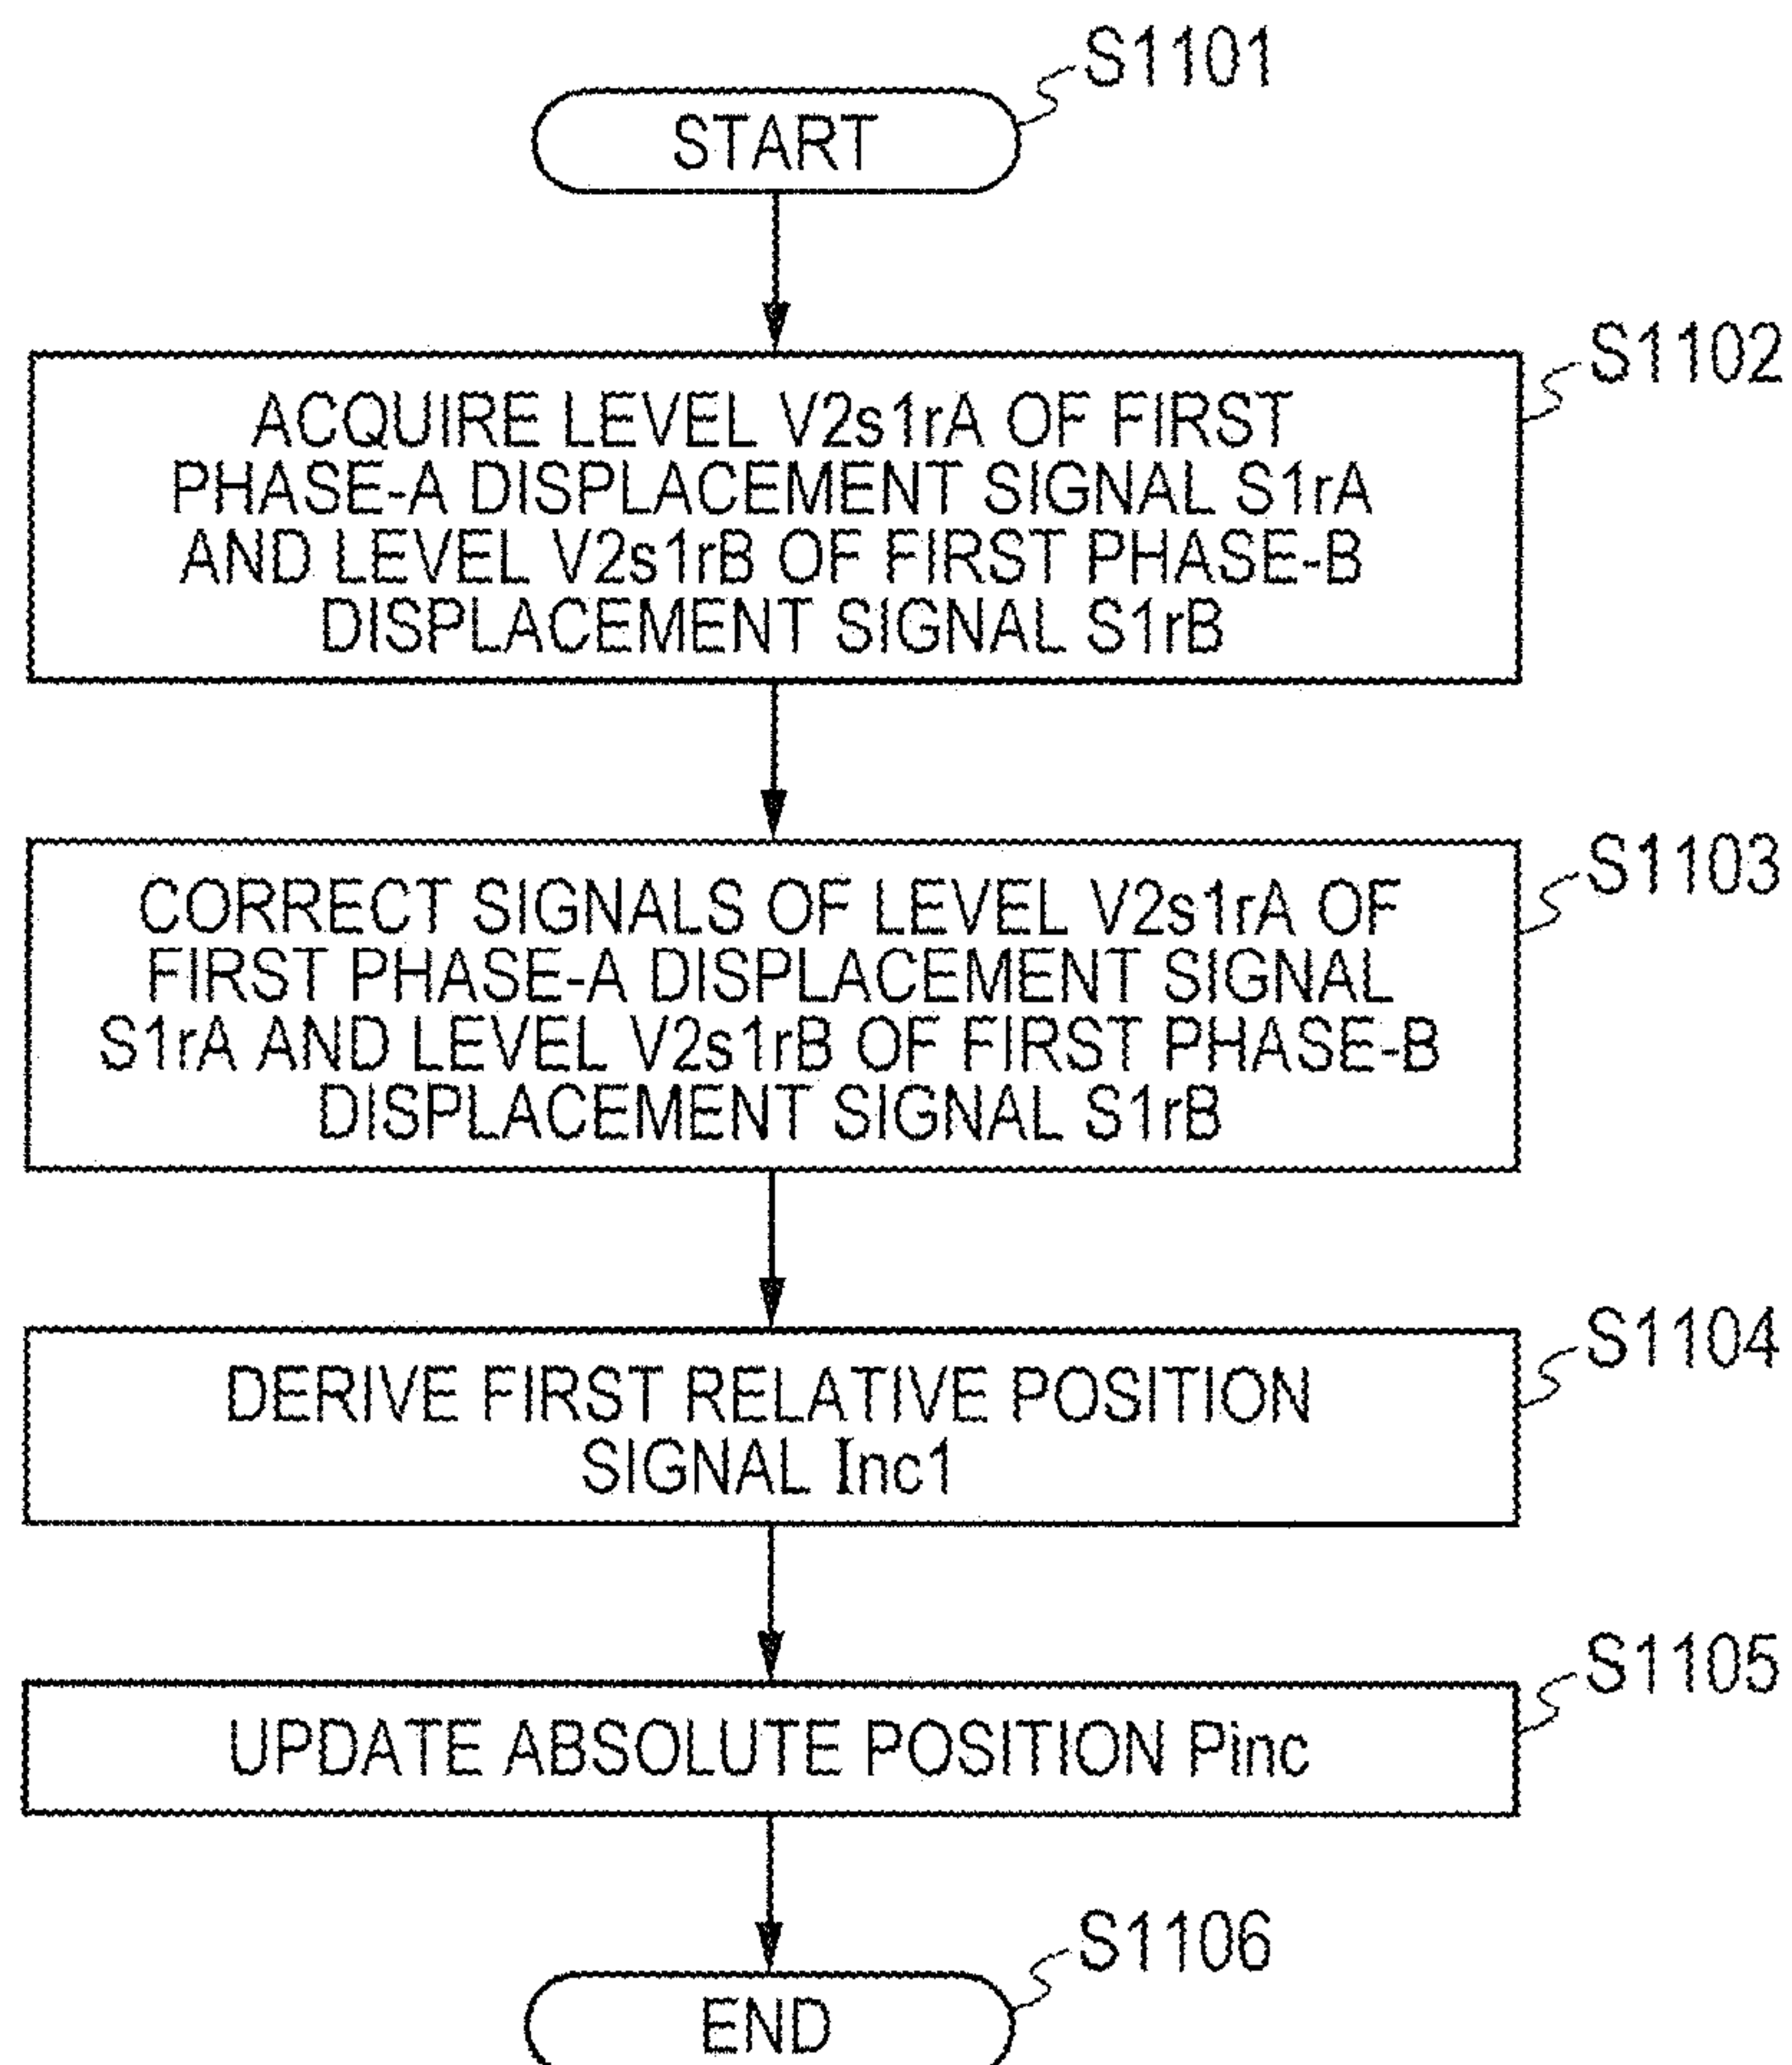 S1101
START
S1102
ACQUIRE LEVEL V2s1rA OF FIRST
PHASE-A DISPLACEMENT SIGNAL S1rA
AND LEVEL V2s1rB OF FIRST PHASE-B
DISPLACEMENT SIGNAL S1rB
S1103
CORRECT SIGNALS OF LEVEL V2s1rA OF
FIRST PHASE-A DISPLACEMENT SIGNAL
S1rA AND LEVEL V2s1rB OF FIRST PHASE-B
DISPLACEMENT SIGNAL S1rB
S1104
DERIVE FIRST RELATIVE POSITION
SIGNAL Inc1
S1105
UPDATE ABSOLUTE POSITION Pinc
S1106
END